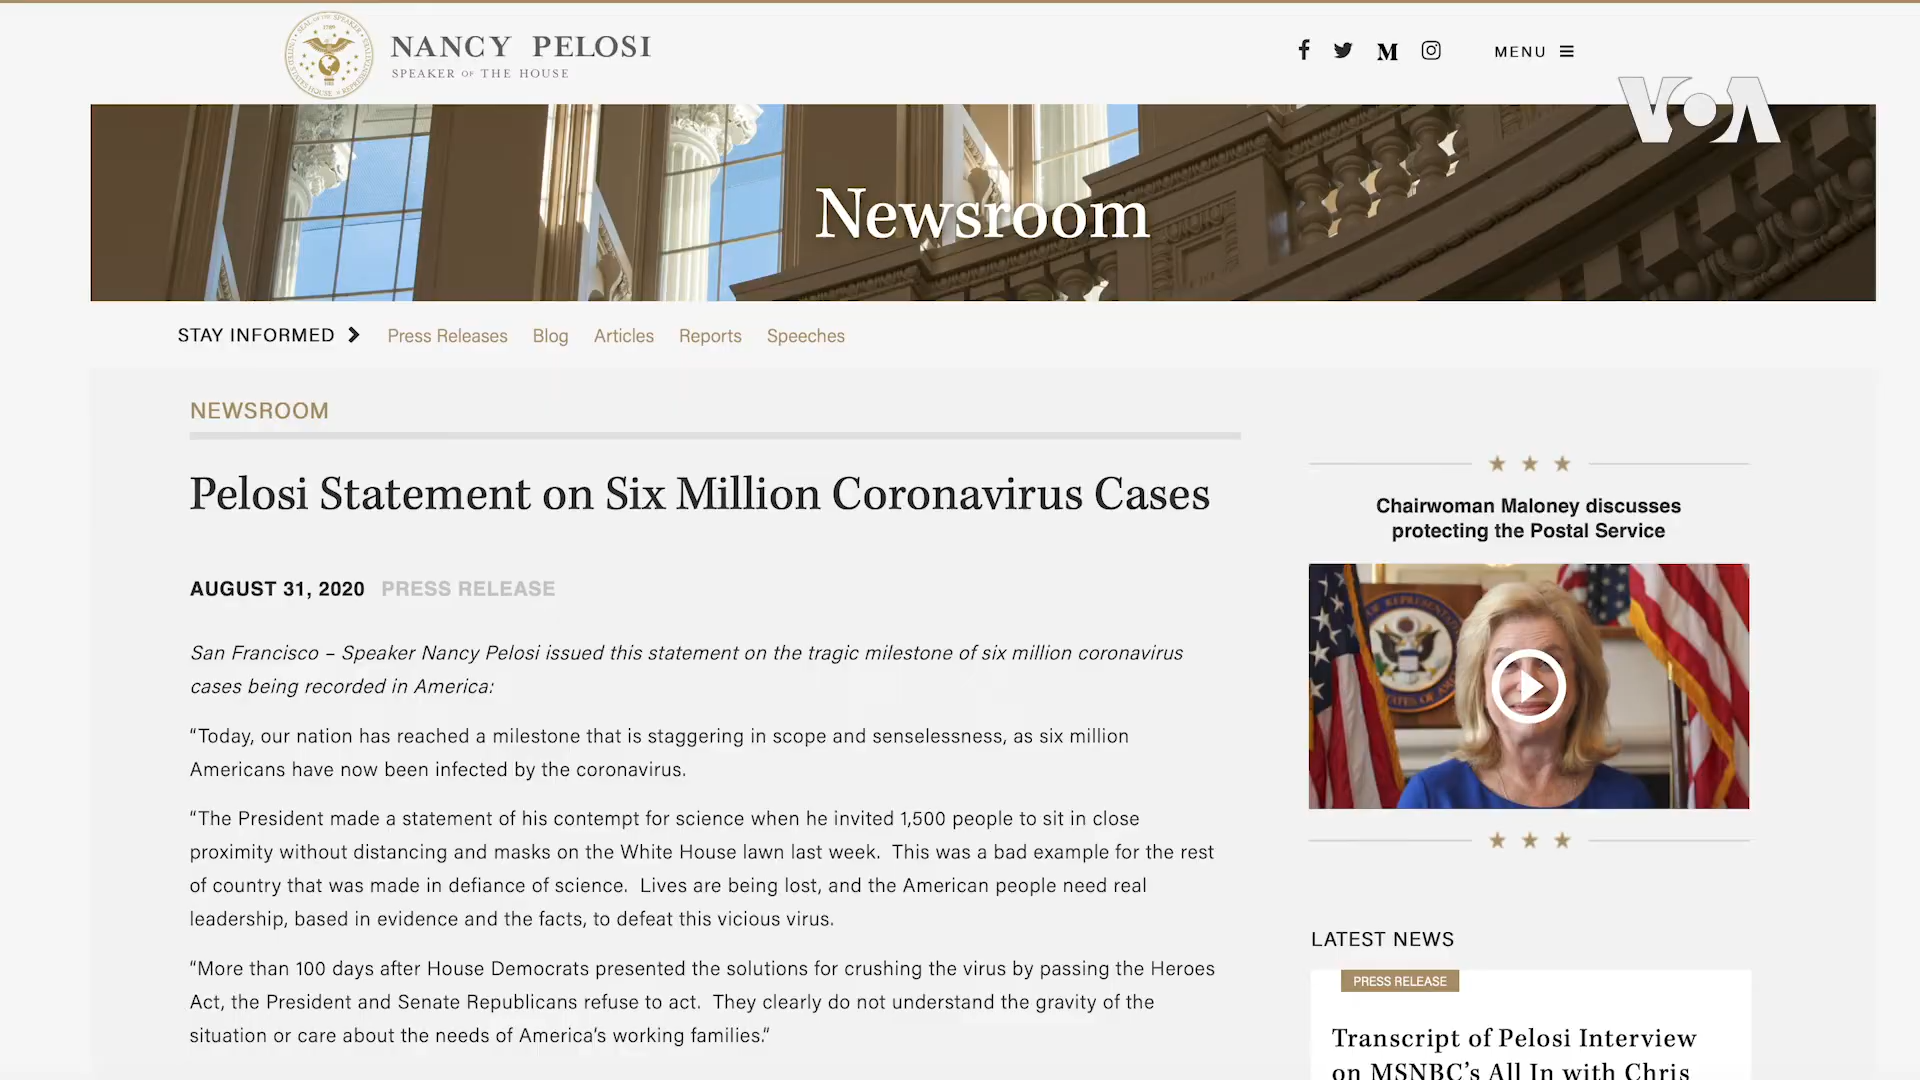 NANCY PELOSI
SPEAKER OF THE HOUSE
MENU
VOA
Newsroom
STAY INFORMED
Press Releases Blog Articles Reports Speeches
NEWSROOM
Pelosi Statement on Six Million Coronavirus Cases
AUGUST 31, 2020 PRESS RELEASE
San Francisco – Speaker Nancy Pelosi issued this statement on the tragic milestone of six million coronavirus
cases being recorded in America:
“Today, our nation has reached a milestone that is staggering in scope and senselessness, as six million
Americans have now been infected by the coronavirus.
“The President made a statement of his contempt for science when he invited 1,500 people to sit in close
proximity without distancing and masks on the White House lawn last week.  This was a bad example for the rest
of country that was made in defiance of science.  Lives are being lost, and the American people need real
leadership, based in evidence and the facts, to defeat this vicious virus.
“More than 100 days after House Democrats presented the solutions for crushing the virus by passing the Heroes
Act, the President and Senate Republicans refuse to act.  They clearly do not understand the gravity of the
situation or care about the needs of America’s working families.“
Chairwoman Maloney discusses
protecting the Postal Service
LATEST NEWS
PRESS RELEASE
Transcript of Pelosi Interview
on MSNBC’s All In with Chris